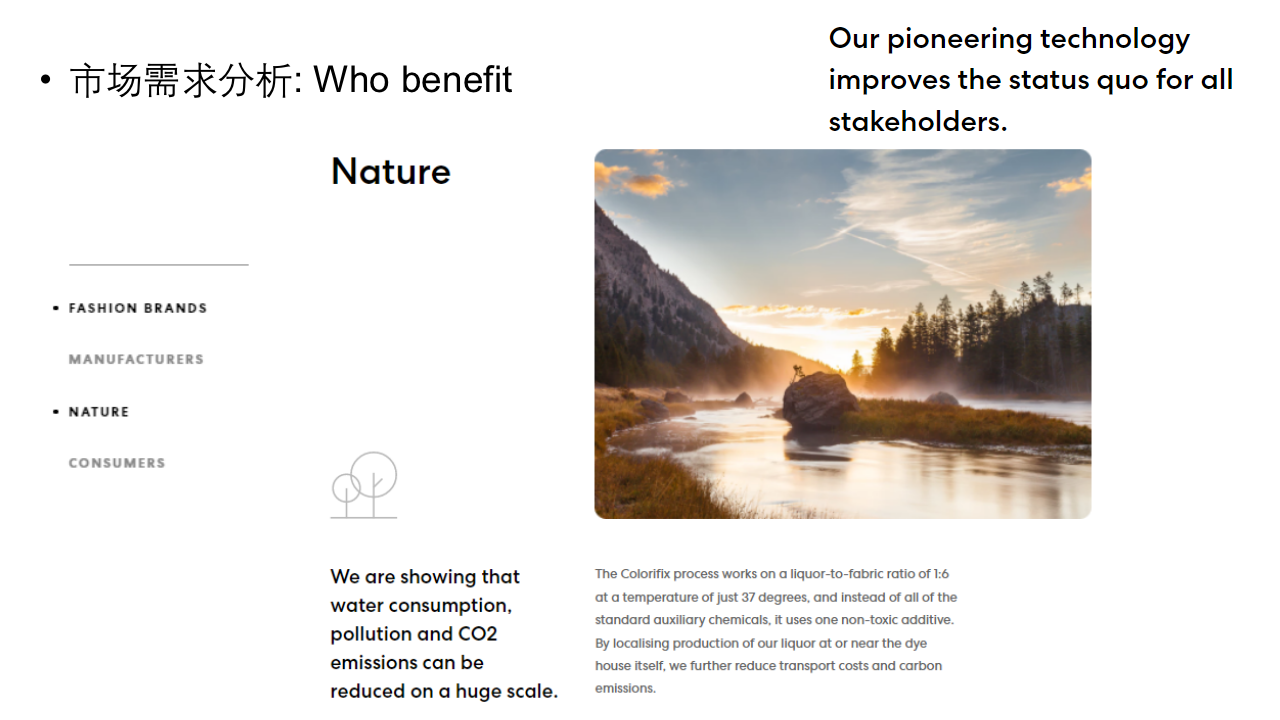 Our pioneering technology
improves the status quo for all
stakeholders.
• 市场需求分析: Who benefit
Nature
• FASHION BRANDS
MANUFACTURERS
• NATURE
CONSUMERS
We are showing that
water consumption,
pollution and CO2
emissions can be
reduced on a huge scale.
The Colorifix process works on a liquor-to-fabric ratio of 1:6
at a temperature of just 37 degrees, and instead of all of the
standard auxiliary chemicals, it uses one non-toxic additive.
By localising production of our liquor at or near the dye
house itself, we further reduce transport costs and carbon
emissions.